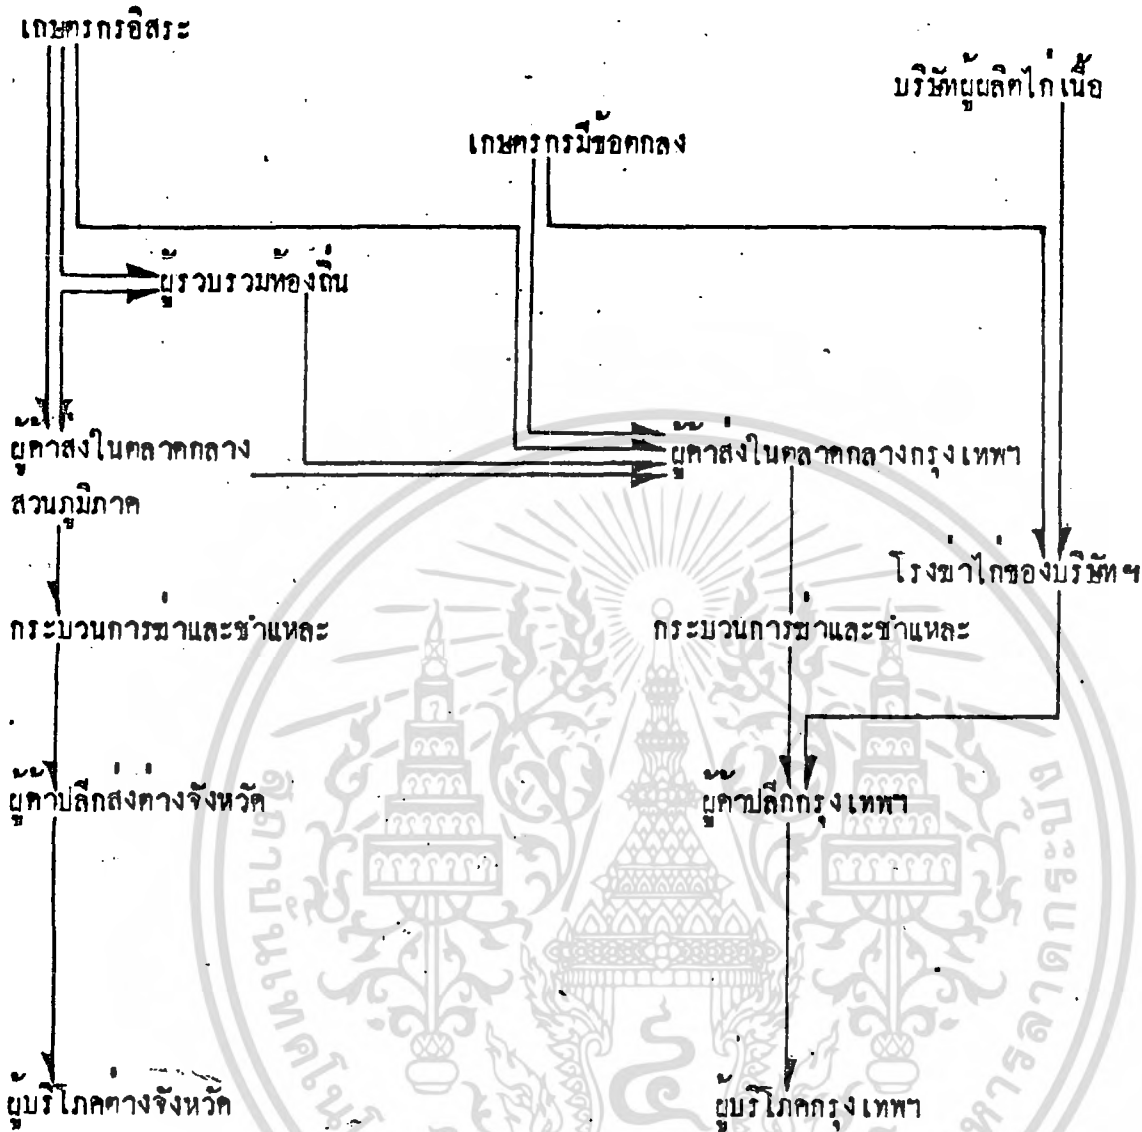 เกษตรกรอิสระ
บริษัทผู้ผลิตไก่เนื้อ
เกษตรกรมีข้อตกลง
ผู้รวบรวมท้องถิ่น
ผู้ค้าส่งในตลาดกลาง
ส่วนภูมิภาค
ผู้ค้าส่งในตลาดกลางกรุงเทพฯ
โรงฆ่าไก่ของบริษัทฯ
กระบวนการฆ่าและชำแหละ
กระบวนการฆ่าและชำแหละ
ผู้ค้าปลีกส่งต่างจังหวัด
ผู้ค้าปลีกกรุงเทพฯ
ผู้บริโภคต่างจังหวัด
ผู้บริโภคกรุงเทพฯ